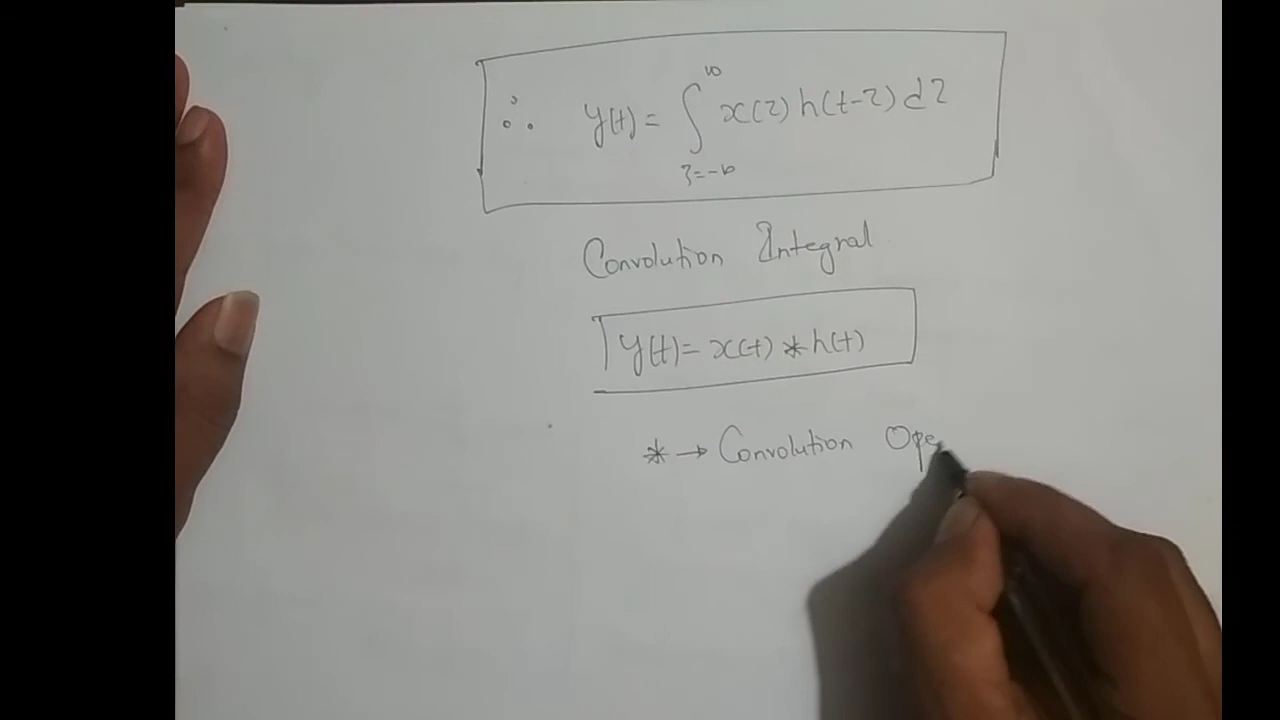 ∴ y(t) = ∫ x(τ) h(t-τ) dτ
∞
τ=-∞
Convolution Integral
y(t) = x(t) * h(t)
* → Convolution Ope